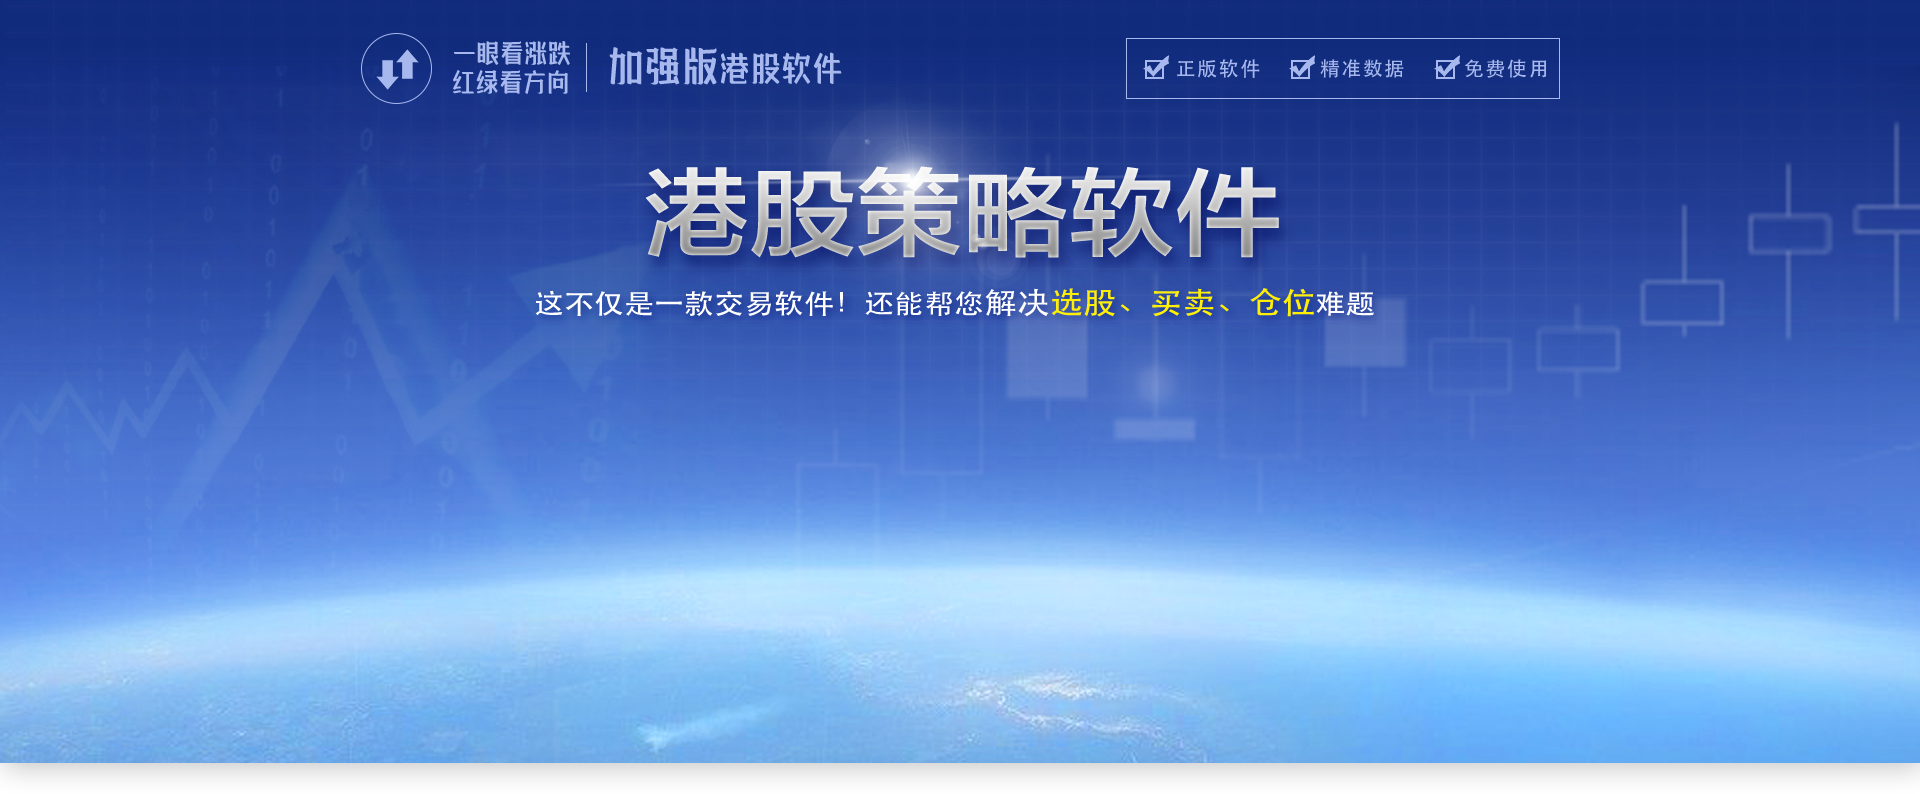 一眼看涨跌
红绿看方向
加强版港股软件
正版软件 精准数据 免费使用
港股策略软件
这不仅是一款交易软件！还能帮您解决选股、买卖、仓位难题